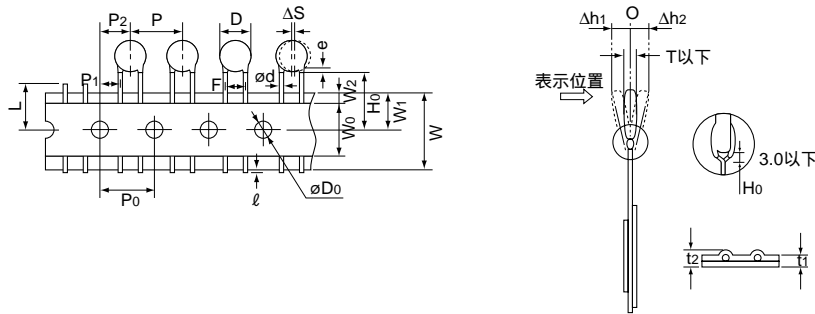 P2 P D ΔS
e
P1 F ød
L
W2 H0 W1
W0 W
P0 ℓ øD0
Δh1 O Δh2
T以下
表示位置
3.0以下
H0
t2 t1